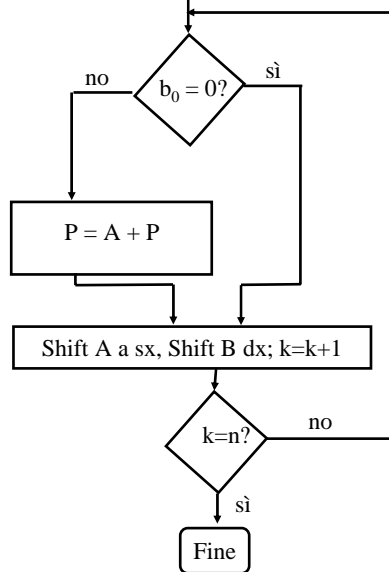 no
sì
b₀ = 0?
P = A + P
Shift A a sx, Shift B dx; k=k+1
k=n?
no
sì
Fine